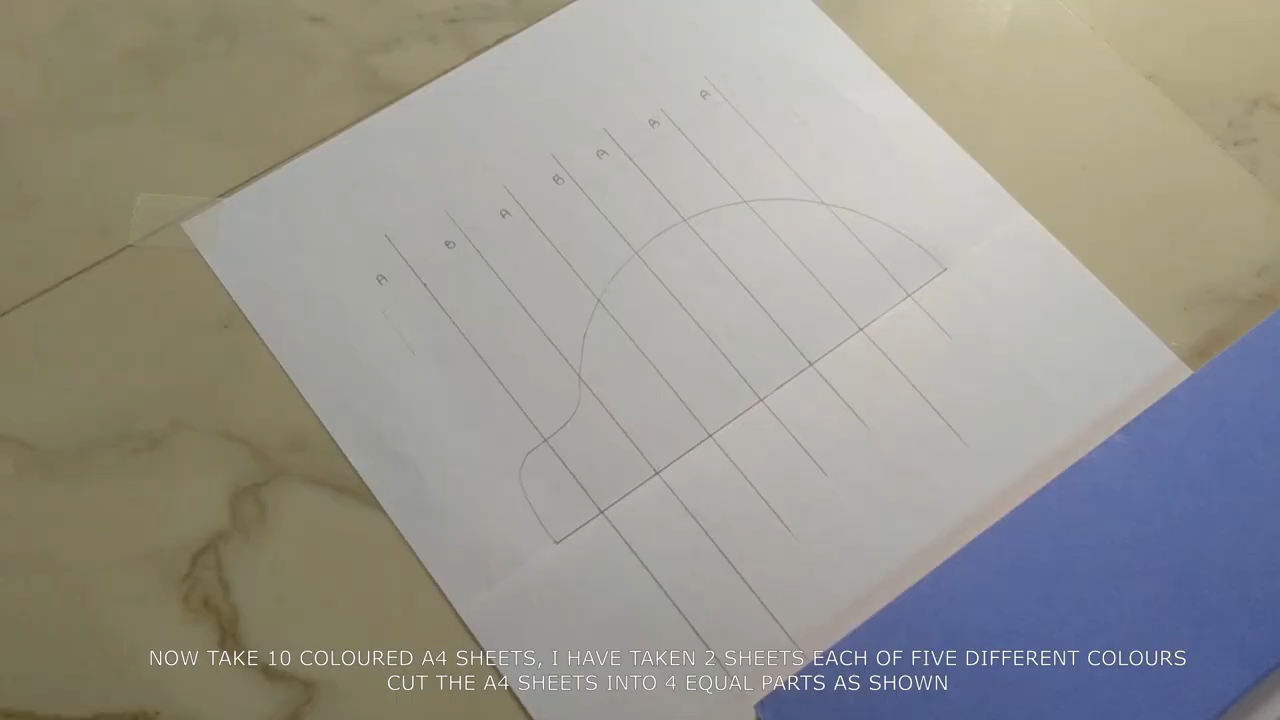 A
B
A
B
A
B
A
NOW TAKE 10 COLOURED A4 SHEETS, I HAVE TAKEN 2 SHEETS EACH OF FIVE DIFFERENT COLOURS
CUT THE A4 SHEETS INTO 4 EQUAL PARTS AS SHOWN